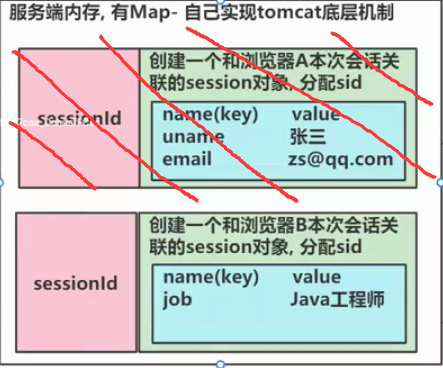 服务端内存, 有Map- 自己实现tomcat底层机制
创建一个和浏览器A本次会话关
联的session对象, 分配sid
sessionId
name(key) value
uname 张三
email zs@qq.com
创建一个和浏览器B本次会话关
联的session对象, 分配sid
sessionId
name(key) value
job Java工程师